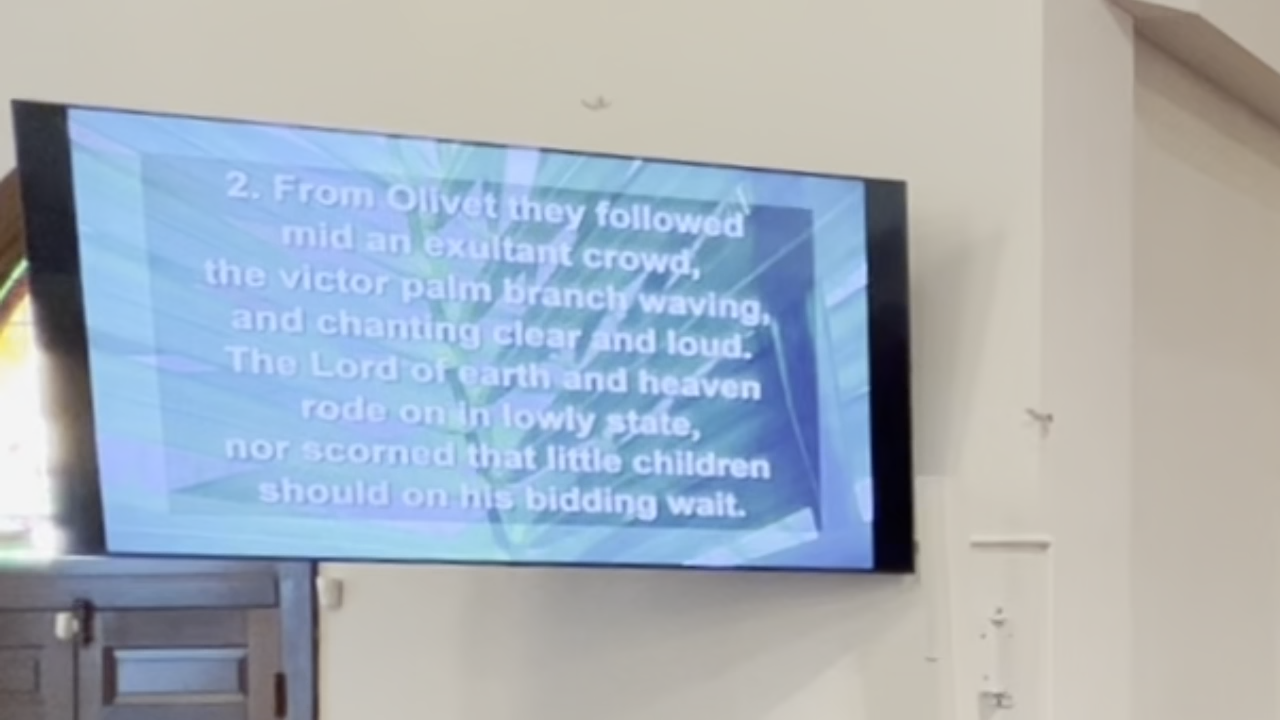 2. From Olivet they followed
mid an exultant crowd,
the victor palm branch waving,
and chanting clear and loud.
The Lord of earth and heaven
rode on in lowly state,
nor scorned that little children
should on his bidding wait.